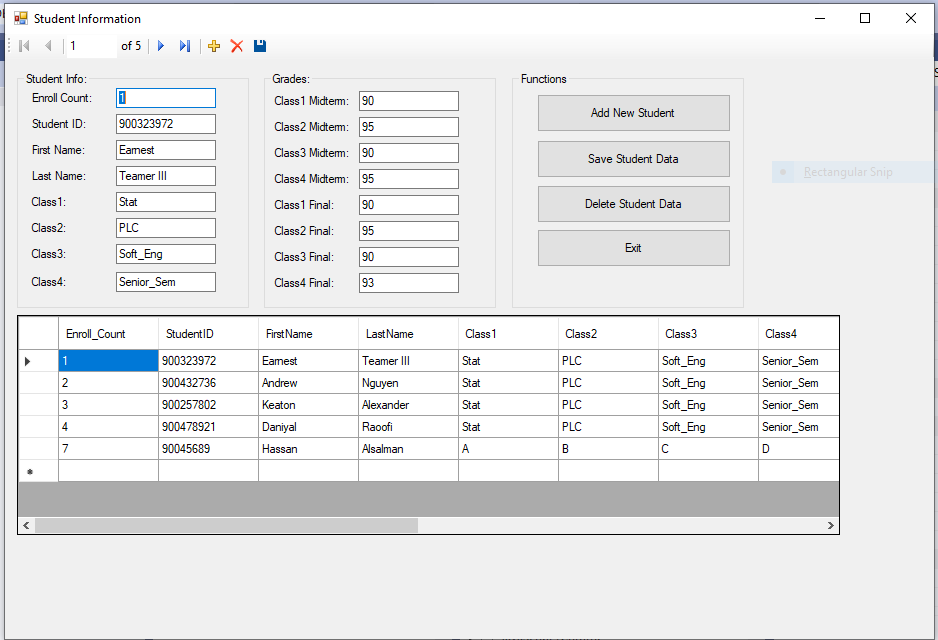 Student Information
1 of 5
Student Info:
Enroll Count: 1
Student ID: 900323972
First Name: Earnest
Last Name: Teamer III
Class1: Stat
Class2: PLC
Class3: Soft_Eng
Class4: Senior_Sem
Grades:
Class1 Midterm: 90
Class2 Midterm: 95
Class3 Midterm: 90
Class4 Midterm: 95
Class1 Final: 90
Class2 Final: 95
Class3 Final: 90
Class4 Final: 93
Functions
Add New Student
Save Student Data
Delete Student Data
Exit
Rectangular Snip
Enroll_Count StudentID FirstName LastName Class1 Class2 Class3 Class4
1 900323972 Earnest Teamer III Stat PLC Soft_Eng Senior_Sem
2 900432736 Andrew Nguyen Stat PLC Soft_Eng Senior_Sem
3 900257802 Keaton Alexander Stat PLC Soft_Eng Senior_Sem
4 900478921 Daniyal Raoofi Stat PLC Soft_Eng Senior_Sem
7 90045689 Hassan Alsalman A B C D